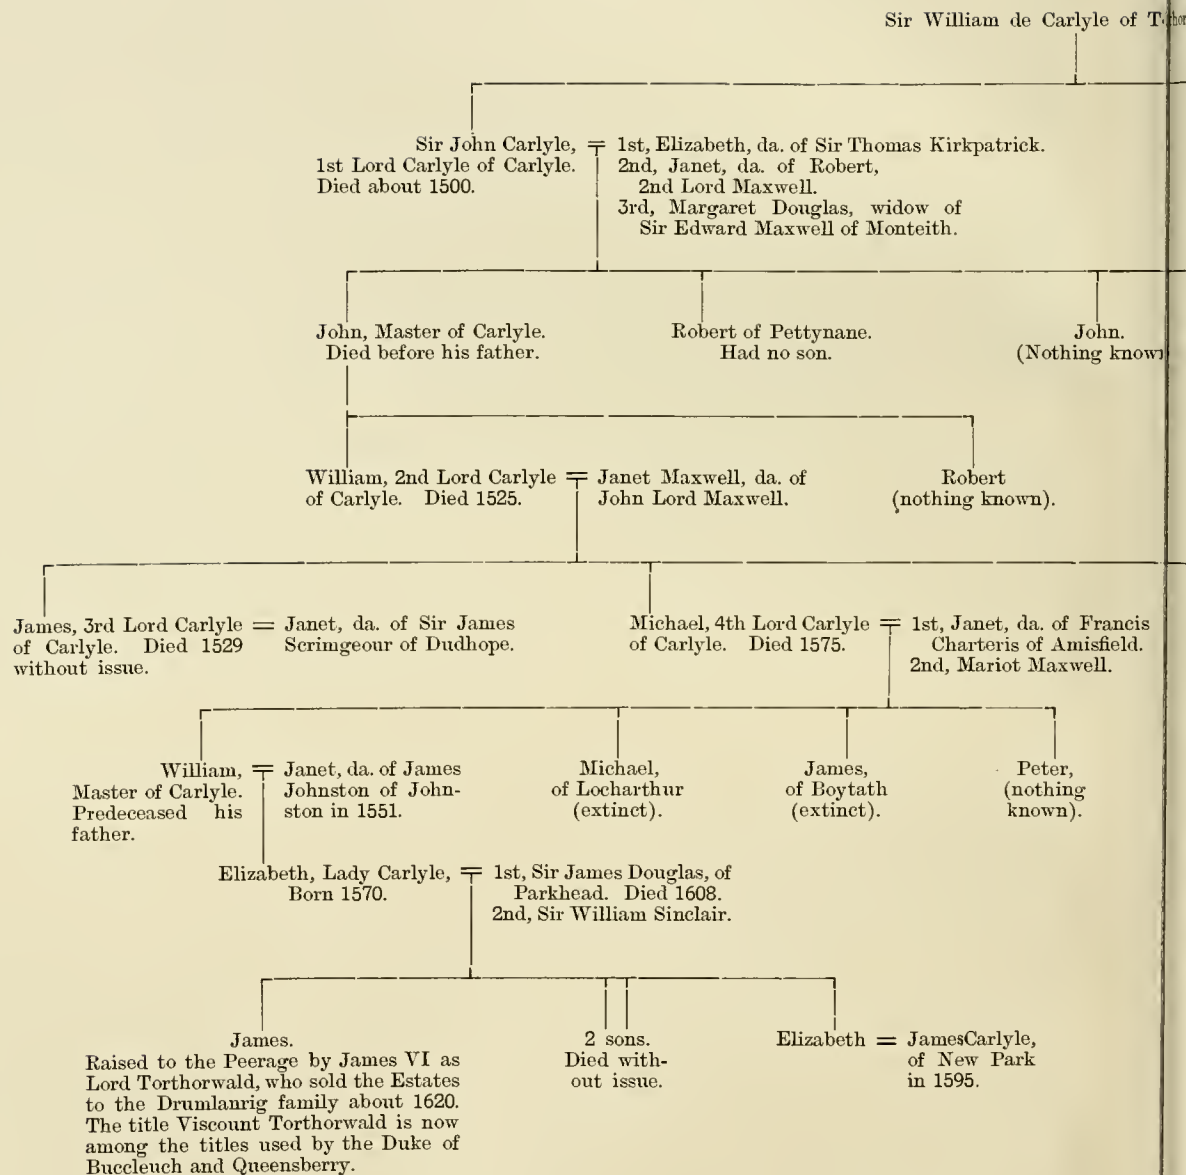 Sir William de Carlyle of
Sir John Carlyle,
1st Lord Carlyle of Carlyle.
Died about 1500.
1st, Elizabeth, da. of Sir Thomas Kirkpatrick.
2nd, Janet, da. of Robert,
2nd Lord Maxwell.
3rd, Margaret Douglas, widow of
Sir Edward Maxwell of Monteith.
John, Master of Carlyle.
Died before his father.
Robert of Pettynane.
Had no son.
John.
(Nothing known
William, 2nd Lord Carlyle
of Carlyle. Died 1525.
Janet Maxwell, da. of
John Lord Maxwell.
Robert
(nothing known).
James, 3rd Lord Carlyle
of Carlyle. Died 1529
without issue.
Janet, da. of Sir James
Scrimgeour of Dudhope.
Michael, 4th Lord Carlyle
of Carlyle. Died 1575.
1st, Janet, da. of Francis
Charteris of Amisfield.
2nd, Mariot Maxwell.
William,
Master of Carlyle.
Predeceased his
father.
Janet, da. of James
Johnston of John-
ston in 1551.
Michael,
of Locharthur
(extinct).
James,
of Boytath
(extinct).
Peter,
(nothing
known).
Elizabeth, Lady Carlyle,
Born 1570.
1st, Sir James Douglas, of
Parkhead. Died 1608.
2nd, Sir William Sinclair.
James.
Raised to the Peerage by James VI as
Lord Torthorwald, who sold the Estates
to the Drumlanrig family about 1620.
The title Viscount Torthorwald is now
among the titles used by the Duke of
Buccleuch and Queensberry.
2 sons.
Died with-
out issue.
Elizabeth = JamesCarlyle,
of New Park
in 1595.